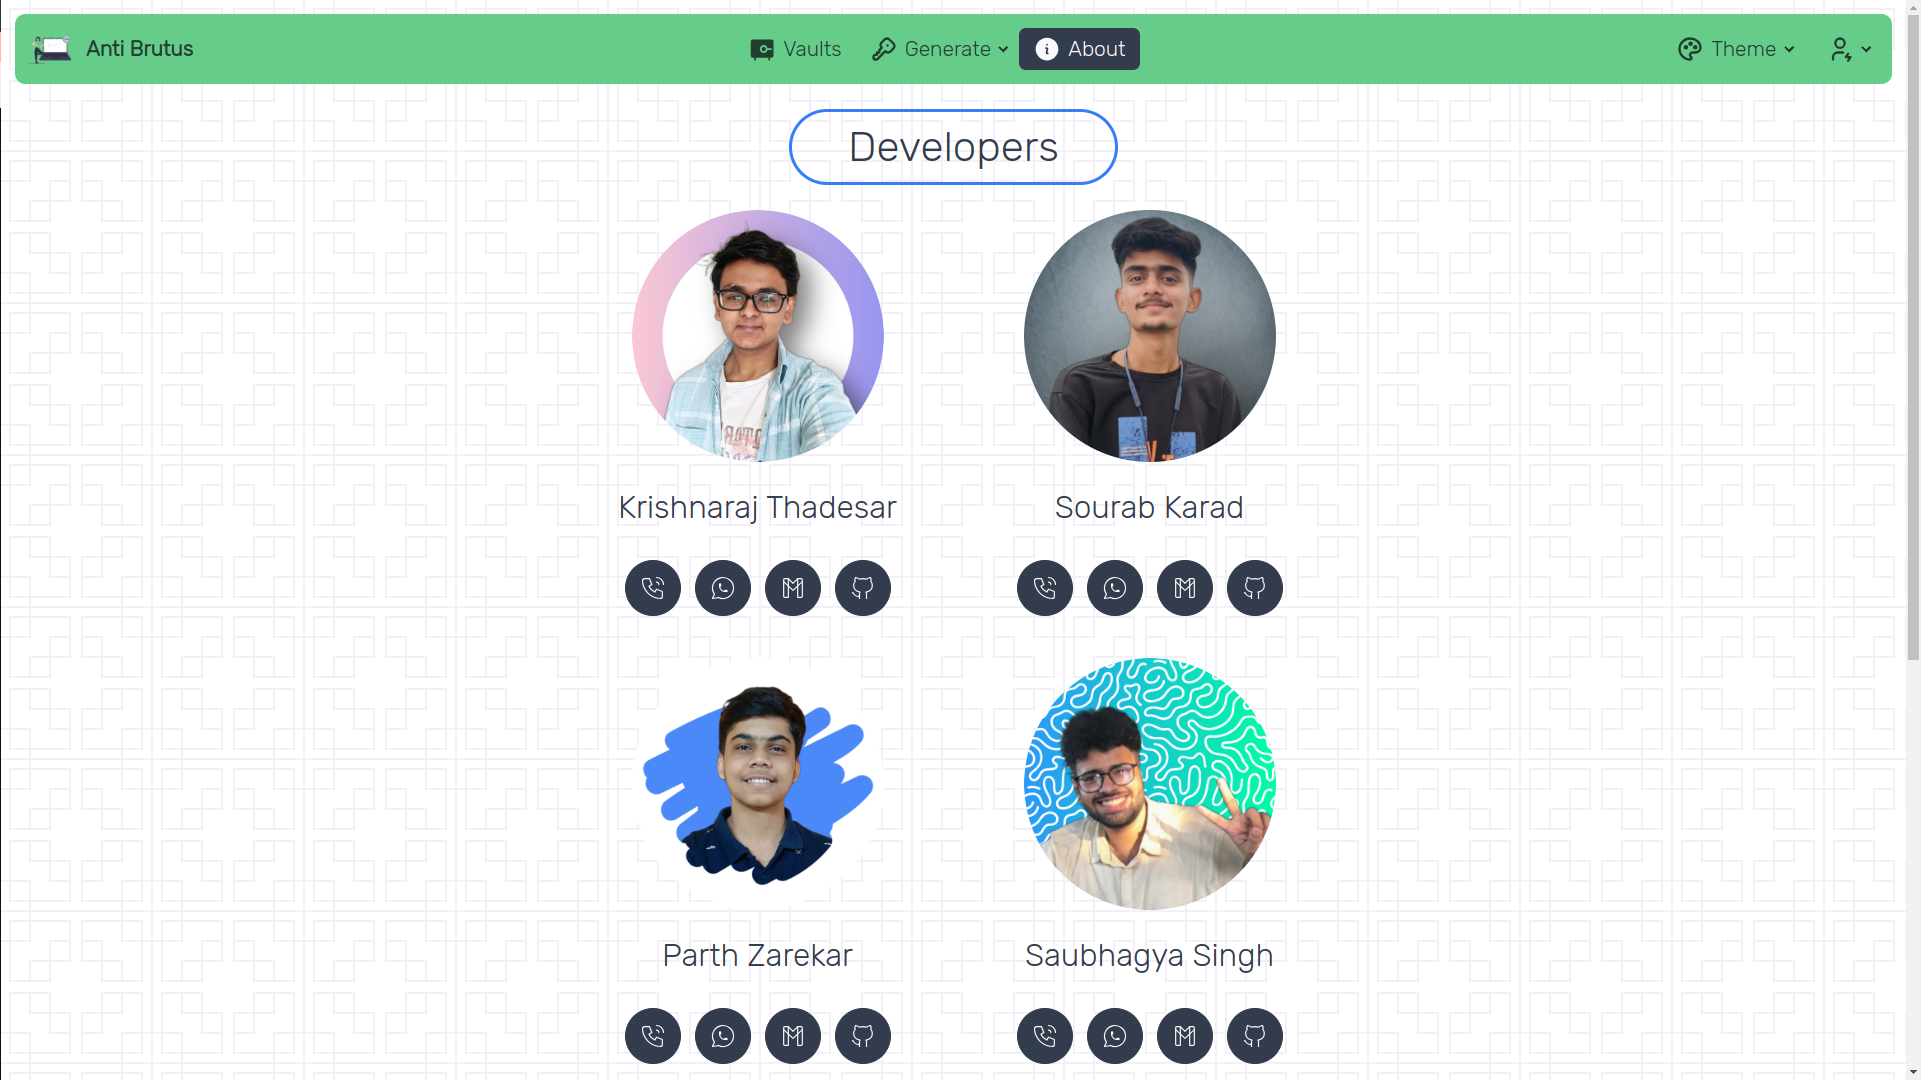 Anti Brutus
Vaults
Generate
About
Theme
Developers
Krishnaraj Thadesar
Sourab Karad
Parth Zarekar
Saubhagya Singh